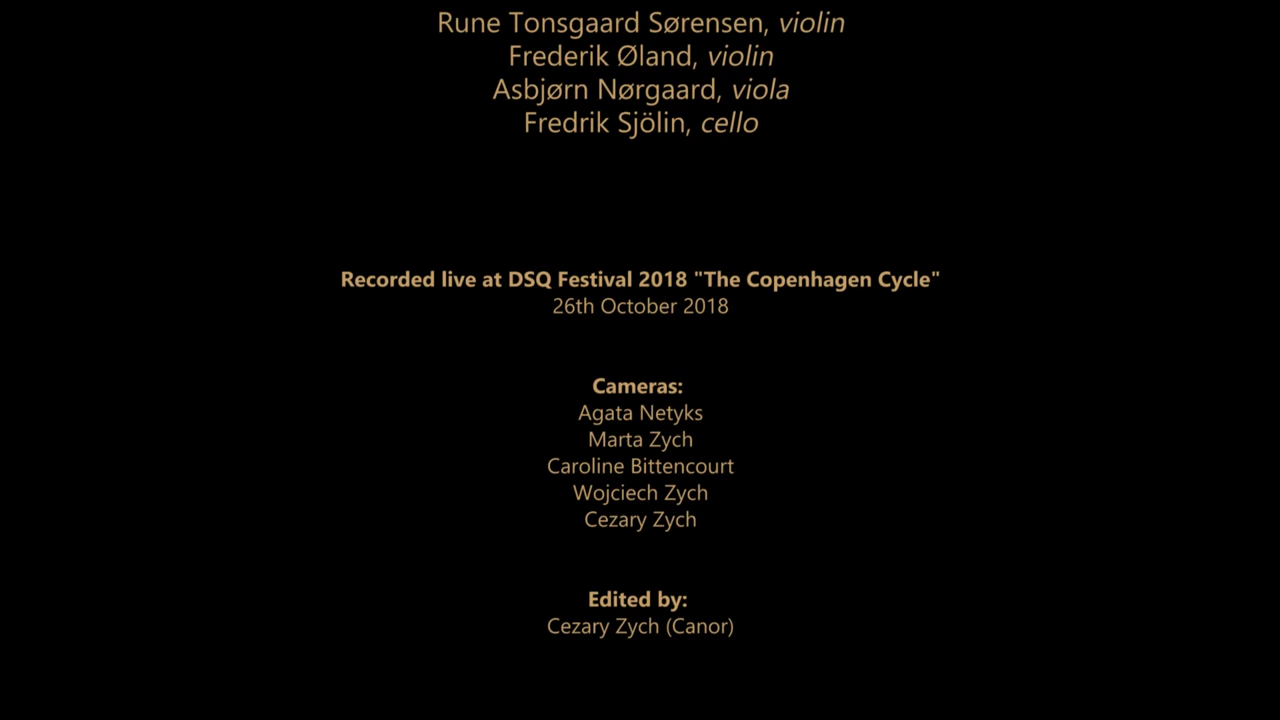 Rune Tonsgaard Sørensen, violin
Frederik Øland, violin
Asbjørn Nørgaard, viola
Fredrik Sjölin, cello
Recorded live at DSQ Festival 2018 "The Copenhagen Cycle"
26th October 2018
Cameras:
Agata Netyks
Marta Zych
Caroline Bittencourt
Wojciech Zych
Cezary Zych
Edited by:
Cezary Zych (Canor)